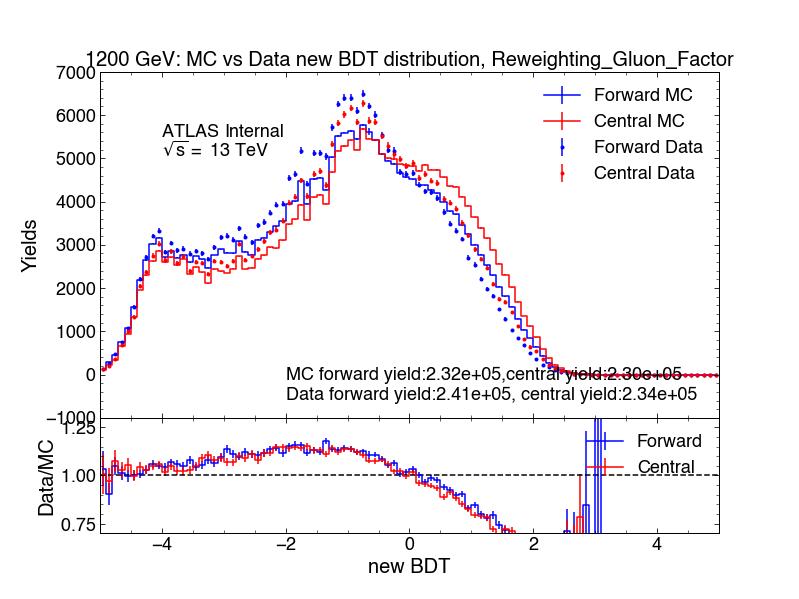 1200 GeV: MC vs Data new BDT distribution, Reweighting_Gluon_Factor
7000
6000
5000
4000
3000
2000
1000
0
−1000
Yields
ATLAS Internal
√s = 13 TeV
Forward MC
Central MC
Forward Data
Central Data
MC forward yield:2.32e+05,central yield:2.30e+05
Data forward yield:2.41e+05, central yield:2.34e+05
1.25
1.00
0.75
Data/MC
Forward
Central
−4 −2 0 2 4
new BDT